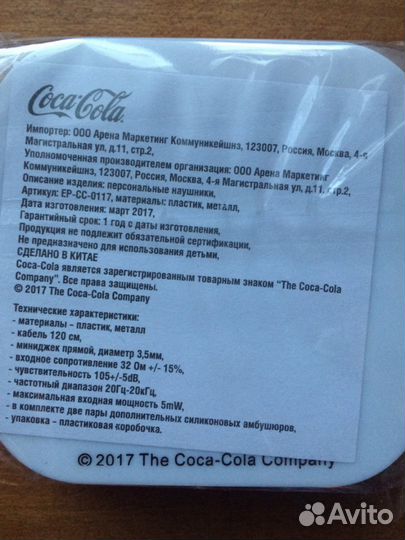 Coca-Cola
Импортер: ООО Арена Маркетинг Коммуникейшнз, 123007, Россия, Москва, 4-я
Магистральная ул, д.11, стр.2,
Уполномоченная производителем организация: ООО Арена Маркетинг
Коммуникейшнз, 123007, Россия, Москва, 4-я Магистральная ул, д.11, стр.2,
Описание изделия: персональные наушники,
Артикул: EP-CC-0117, материалы: пластик, металл,
Дата изготовления: март 2017,
Гарантийный срок: 1 год с даты изготовления,
Продукция не подлежит обязательной сертификации,
Не предназначено для использования детьми,
СДЕЛАНО В КИТАЕ
Coca-Cola является зарегистрированным товарным знаком "The Coca-Cola
Company". Все права защищены.
© 2017 The Coca-Cola Company
Технические характеристики:
- материалы – пластик, металл
- кабель 120 см,
- миниджек прямой, диаметр 3,5мм,
- входное сопротивление 32 Ом +/- 15%,
- чувствительность 105+/-5dB,
- частотный диапазон 20Гц-20кГц,
- максимальная входная мощность 5mW,
- в комплекте две пары дополнительных силиконовых амбушюров,
- упаковка – пластиковая коробочка.
© 2017 The Coca-Cola Company
Avito